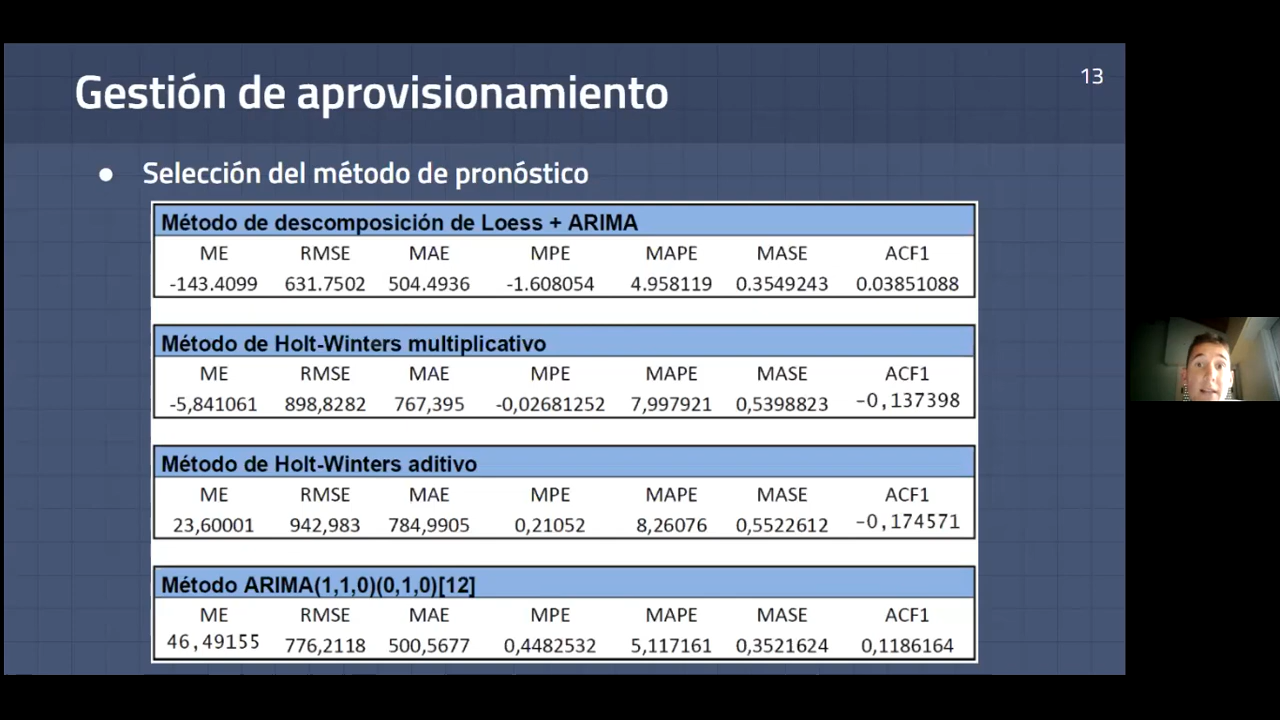 Gestión de aprovisionamiento
13
● Selección del método de pronóstico
Método de descomposición de Loess + ARIMA
ME RMSE MAE MPE MAPE MASE ACF1
-143.4099 631.7502 504.4936 -1.608054 4.958119 0.3549243 0.03851088
Método de Holt-Winters multiplicativo
ME RMSE MAE MPE MAPE MASE ACF1
-5,841061 898,8282 767,395 -0,02681252 7,997921 0,5398823 -0,137398
Método de Holt-Winters aditivo
ME RMSE MAE MPE MAPE MASE ACF1
23,60001 942,983 784,9905 0,21052 8,26076 0,5522612 -0,174571
Método ARIMA(1,1,0)(0,1,0)[12]
ME RMSE MAE MPE MAPE MASE ACF1
46,49155 776,2118 500,5677 0,4482532 5,117161 0,3521624 0,1186164